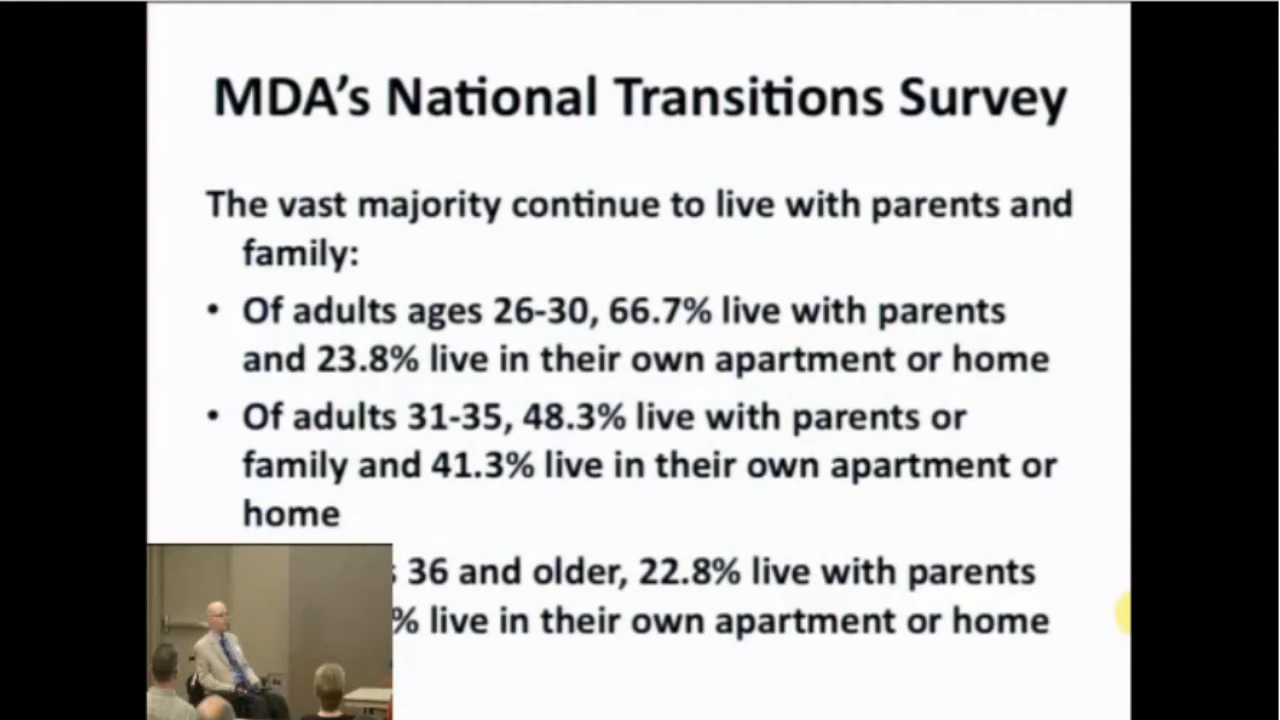 MDA's National Transitions Survey
The vast majority continue to live with parents and
family:
• Of adults ages 26-30, 66.7% live with parents
and 23.8% live in their own apartment or home
• Of adults 31-35, 48.3% live with parents or
family and 41.3% live in their own apartment or
home
36 and older, 22.8% live with parents
% live in their own apartment or home